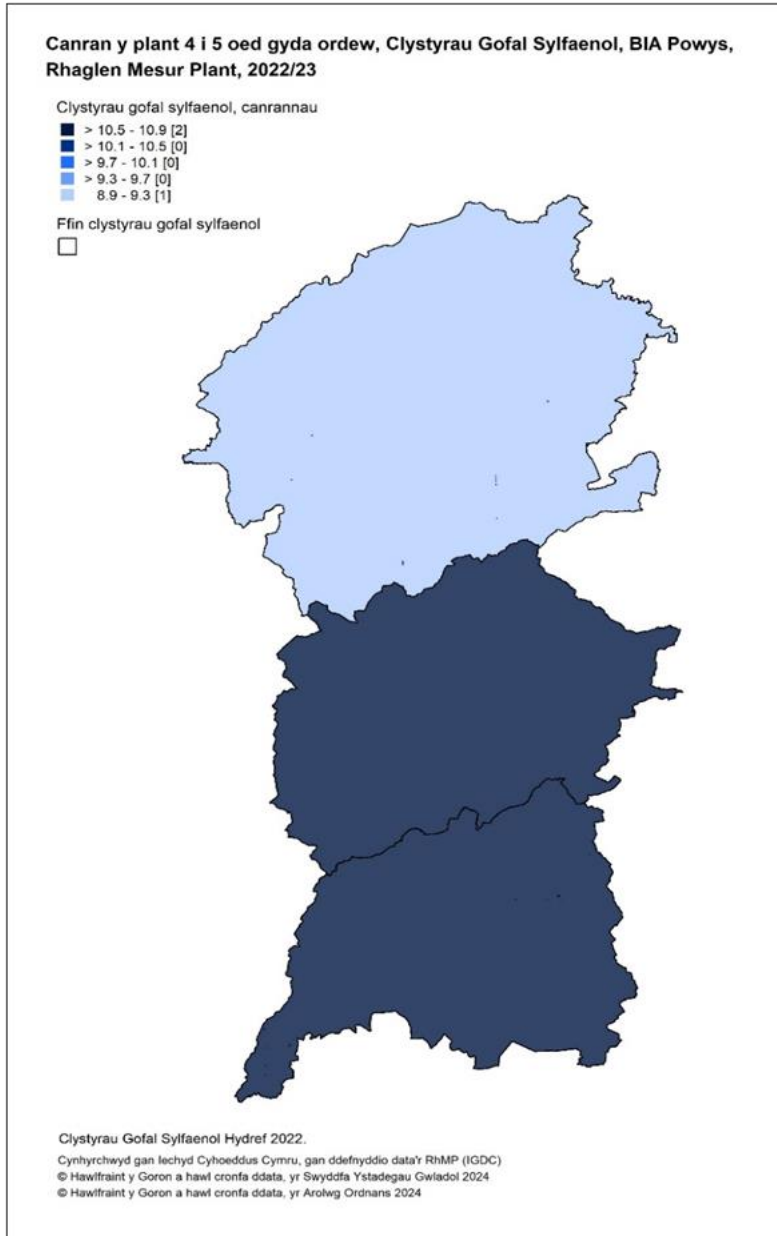 Canran y plant 4 i 5 oed gyda ordew, Clystyrau Gofal Sylfaenol, BIA Powys,
Rhaglen Mesur Plant, 2022/23
Clystyrau gofal sylfaenol, canrannau
> 10.5 - 10.9 [2]
> 10.1 - 10.5 [0]
> 9.7 - 10.1 [0]
> 9.3 - 9.7 [0]
8.9 - 9.3 [1]
Ffin clystyrau gofal sylfaenol
Clystyrau Gofal Sylfaenol Hydref 2022.
Cynhyrchwyd gan Iechyd Cyhoeddus Cymru, gan ddefnyddio data'r RhMP (IGDC)
© Hawlfraint y Goron a hawl cronfa ddata, yr Swyddfa Ystadegau Gwladol 2024
© Hawlfraint y Goron a hawl cronfa ddata, yr Arolwg Ordnans 2024